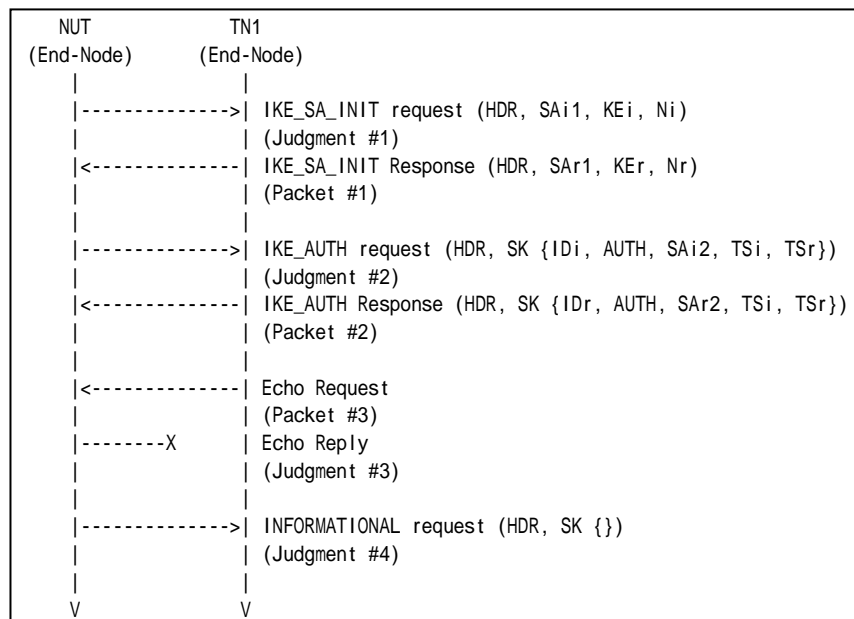 NUT TN1
(End-Node) (End-Node)
| |
|-------------->| IKE_SA_INIT request (HDR, SAi1, KEi, Ni)
| | (Judgment #1)
|<--------------| IKE_SA_INIT Response (HDR, SAr1, KEr, Nr)
| | (Packet #1)
| |
|-------------->| IKE_AUTH request (HDR, SK {IDi, AUTH, SAi2, TSi, TSr})
| | (Judgment #2)
|<--------------| IKE_AUTH Response (HDR, SK {IDr, AUTH, SAr2, TSi, TSr})
| | (Packet #2)
| |
|<--------------| Echo Request
| | (Packet #3)
|--------X | Echo Reply
| | (Judgment #3)
| |
|-------------->| INFORMATIONAL request (HDR, SK {})
| | (Judgment #4)
| |
V V